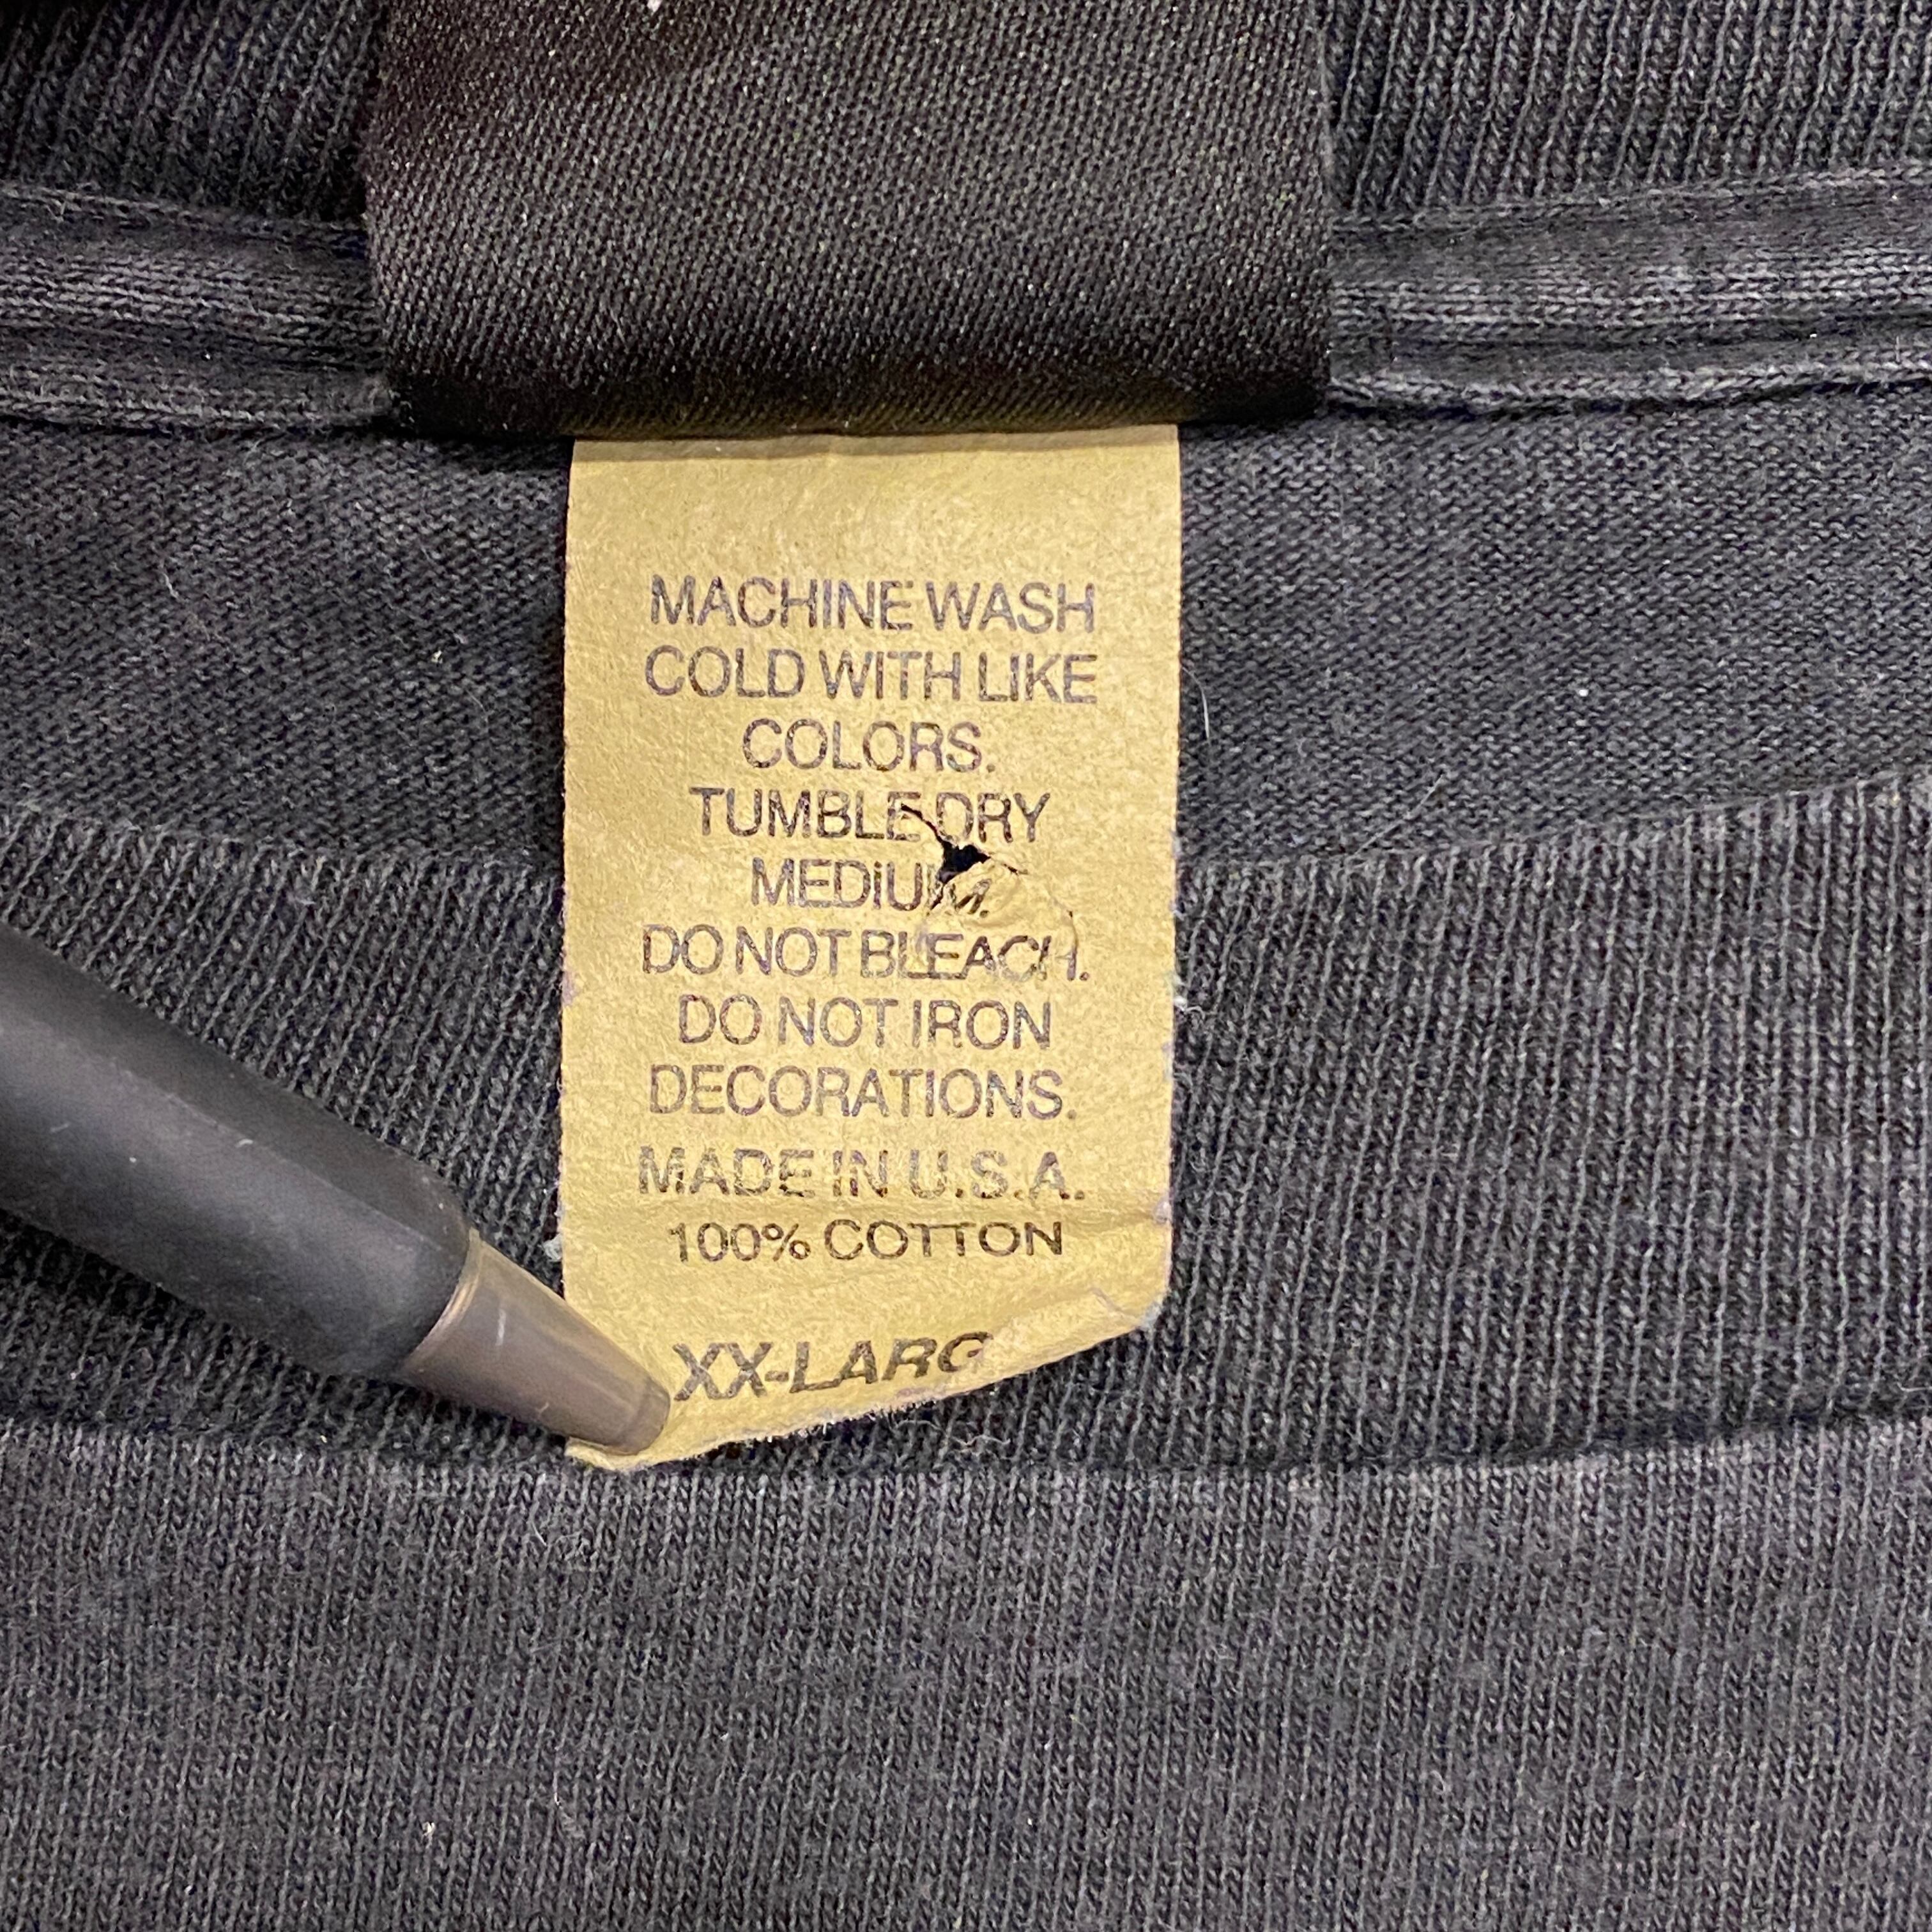 MACHINE WASH
COLD WITH LIKE
COLORS.
TUMBLE DRY
MEDIUM.
DO NOT BLEACH.
DO NOT IRON
DECORATIONS.
MADE IN U.S.A.
100% COTTON
XX-LARG